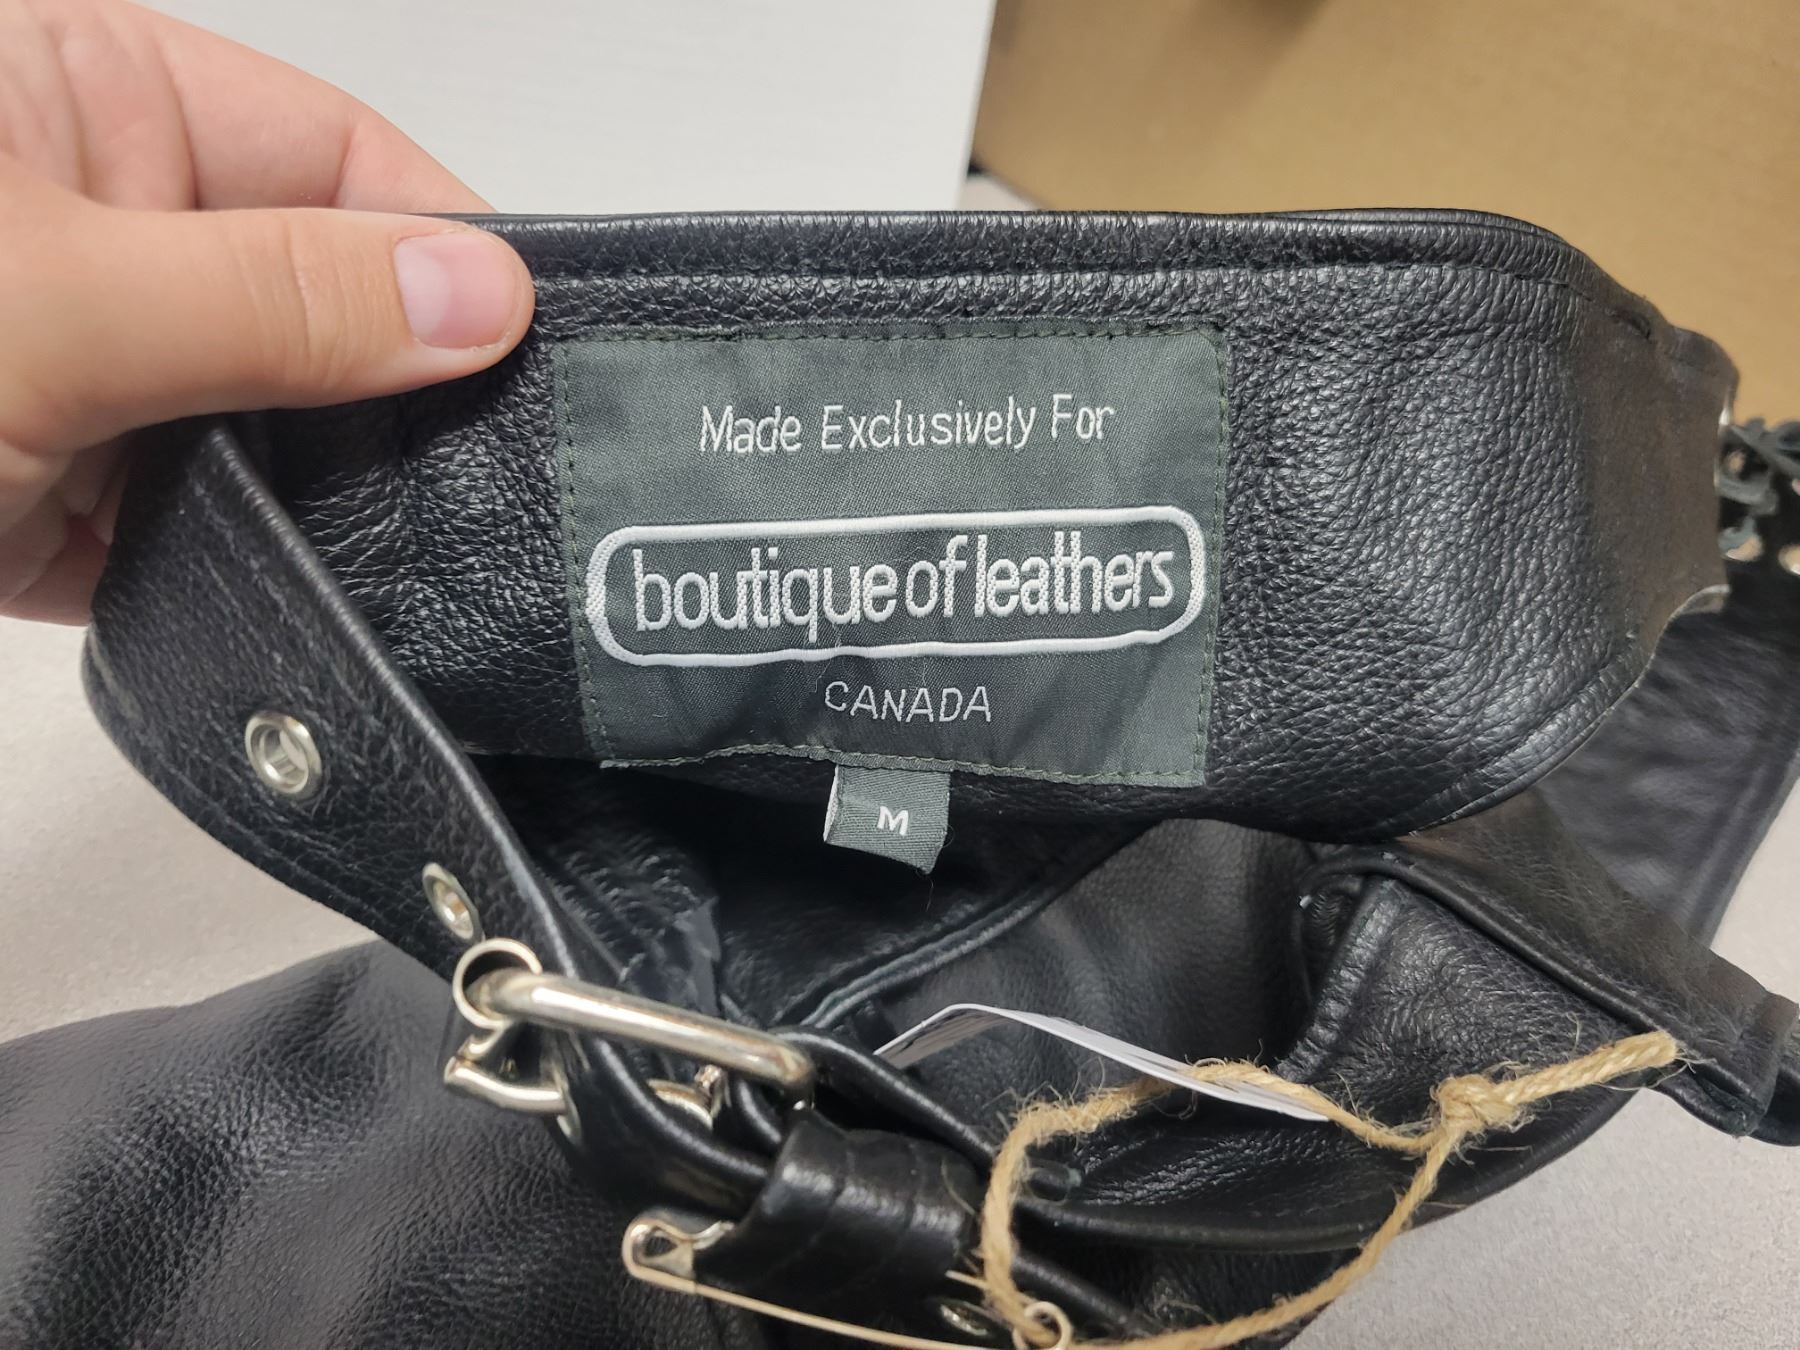 Made Exclusively For
boutique of leathers
CANADA
M